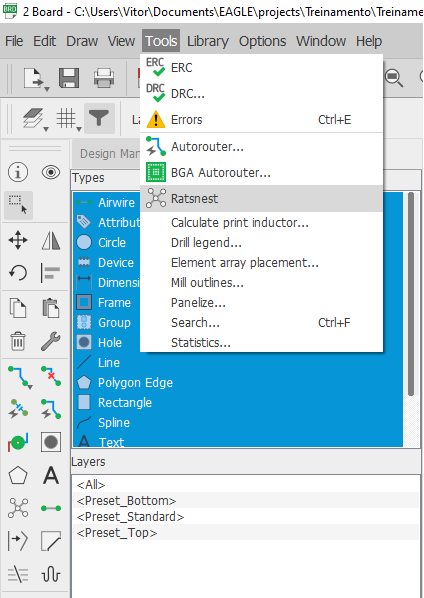 BRD 2 Board - C:\Users\Vitor\Documents\EAGLE\projects\Treinamento\Treiname
File Edit Draw View Tools Library Options Window Help
ERC ERC
DRC DRC...
Errors Ctrl+E
Autorouter...
BGA Autorouter...
Ratsnest
Calculate print inductor...
Drill legend...
Element array placement...
Mill outlines...
Panelize...
Search... Ctrl+F
Statistics...
La
Design Man
Types
Airwire
Attribut
Circle
Device
Dimensi
Frame
Group
Hole
Line
Polygon Edge
Rectangle
Spline
Text
Layers
<All>
<Preset_Bottom>
<Preset_Standard>
<Preset_Top>